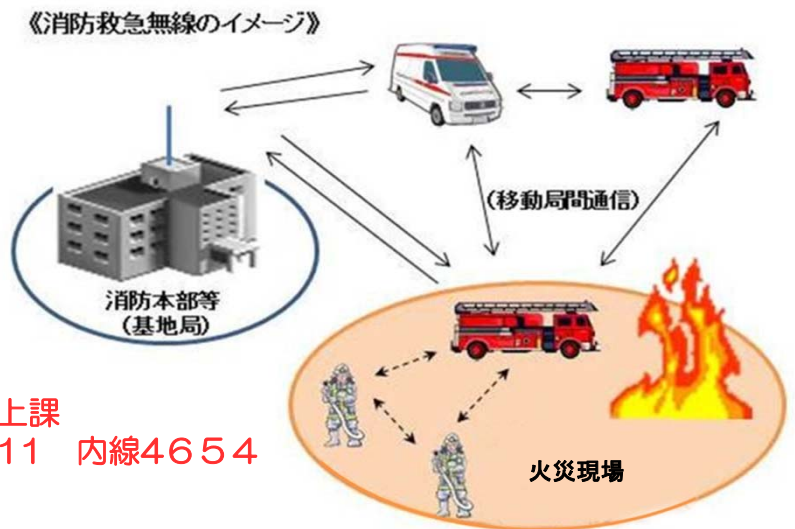 《消防救急無線のイメージ》
(移動局間通信)
消防本部等
(基地局)
上課
11 内線4654
火災現場